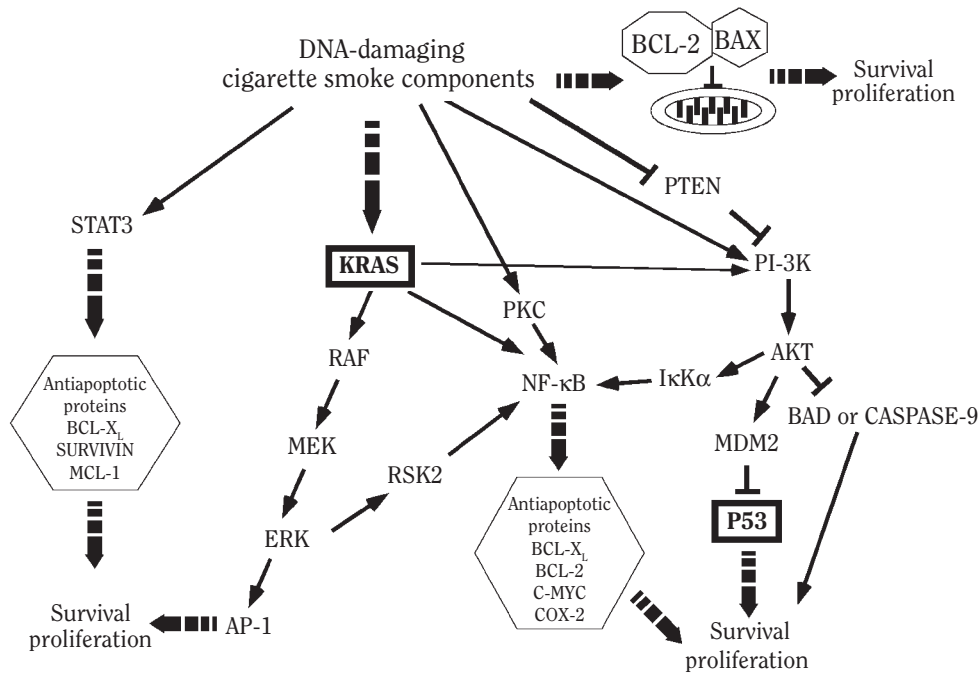 DNA-damaging
cigarette smoke components
BCL-2
BAX
Survival
proliferation
PTEN
STAT3
KRAS
PI-3K
PKC
RAF
AKT
NF-κB
IκKα
Antiapoptotic
proteins
BCL-X_L
SURVIVIN
MCL-1
BAD or CASPASE-9
MEK
MDM2
RSK2
Antiapoptotic
proteins
BCL-X_L
BCL-2
C-MYC
COX-2
P53
ERK
Survival
proliferation
AP-1
Survival
proliferation